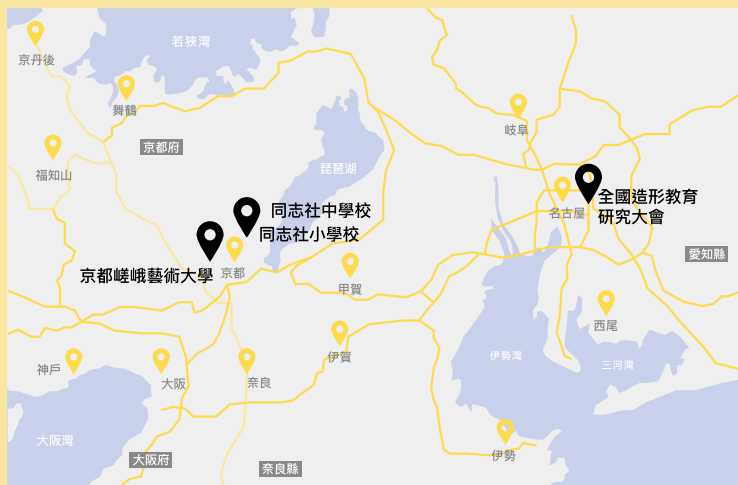 若狹灣
京丹後
舞鶴
岐阜
京都府
琵琶湖
福知山
全國造形教育
研究大會
名古屋
同志社中學校
同志社小學校
愛知縣
京都嵯峨藝術大學
京都
甲賀
西尾
伊賀
伊勢灣
三河灣
神戶
大阪
奈良
大阪灣
伊勢
大阪府
奈良縣